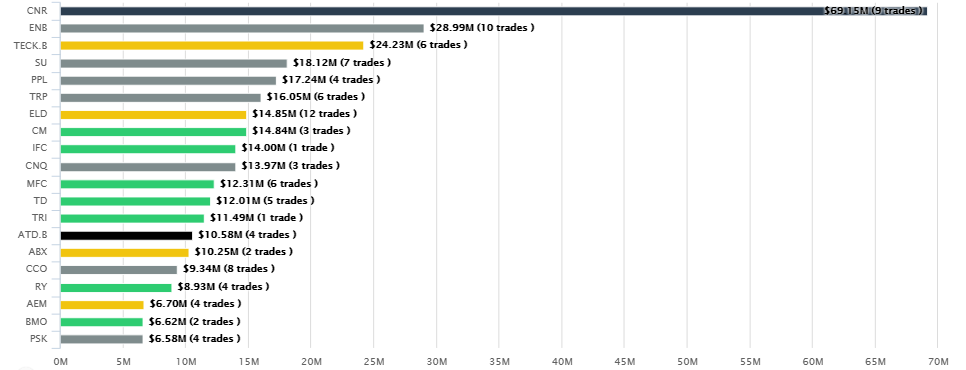 CNR $69.15M (9 trades )
ENB $28.99M (10 trades )
TECK.B $24.23M (6 trades )
SU $18.12M (7 trades )
PPL $17.24M (4 trades )
TRP $16.05M (6 trades )
ELD $14.85M (12 trades )
CM $14.84M (3 trades )
IFC $14.00M (1 trade )
CNQ $13.97M (3 trades )
MFC $12.31M (6 trades )
TD $12.01M (5 trades )
TRI $11.49M (1 trade )
ATD.B $10.58M (4 trades )
ABX $10.25M (2 trades )
CCO $9.34M (8 trades )
RY $8.93M (4 trades )
AEM $6.70M (4 trades )
BMO $6.62M (2 trades )
PSK $6.58M (4 trades )
0M 5M 10M 15M 20M 25M 30M 35M 40M 45M 50M 55M 60M 65M 70M